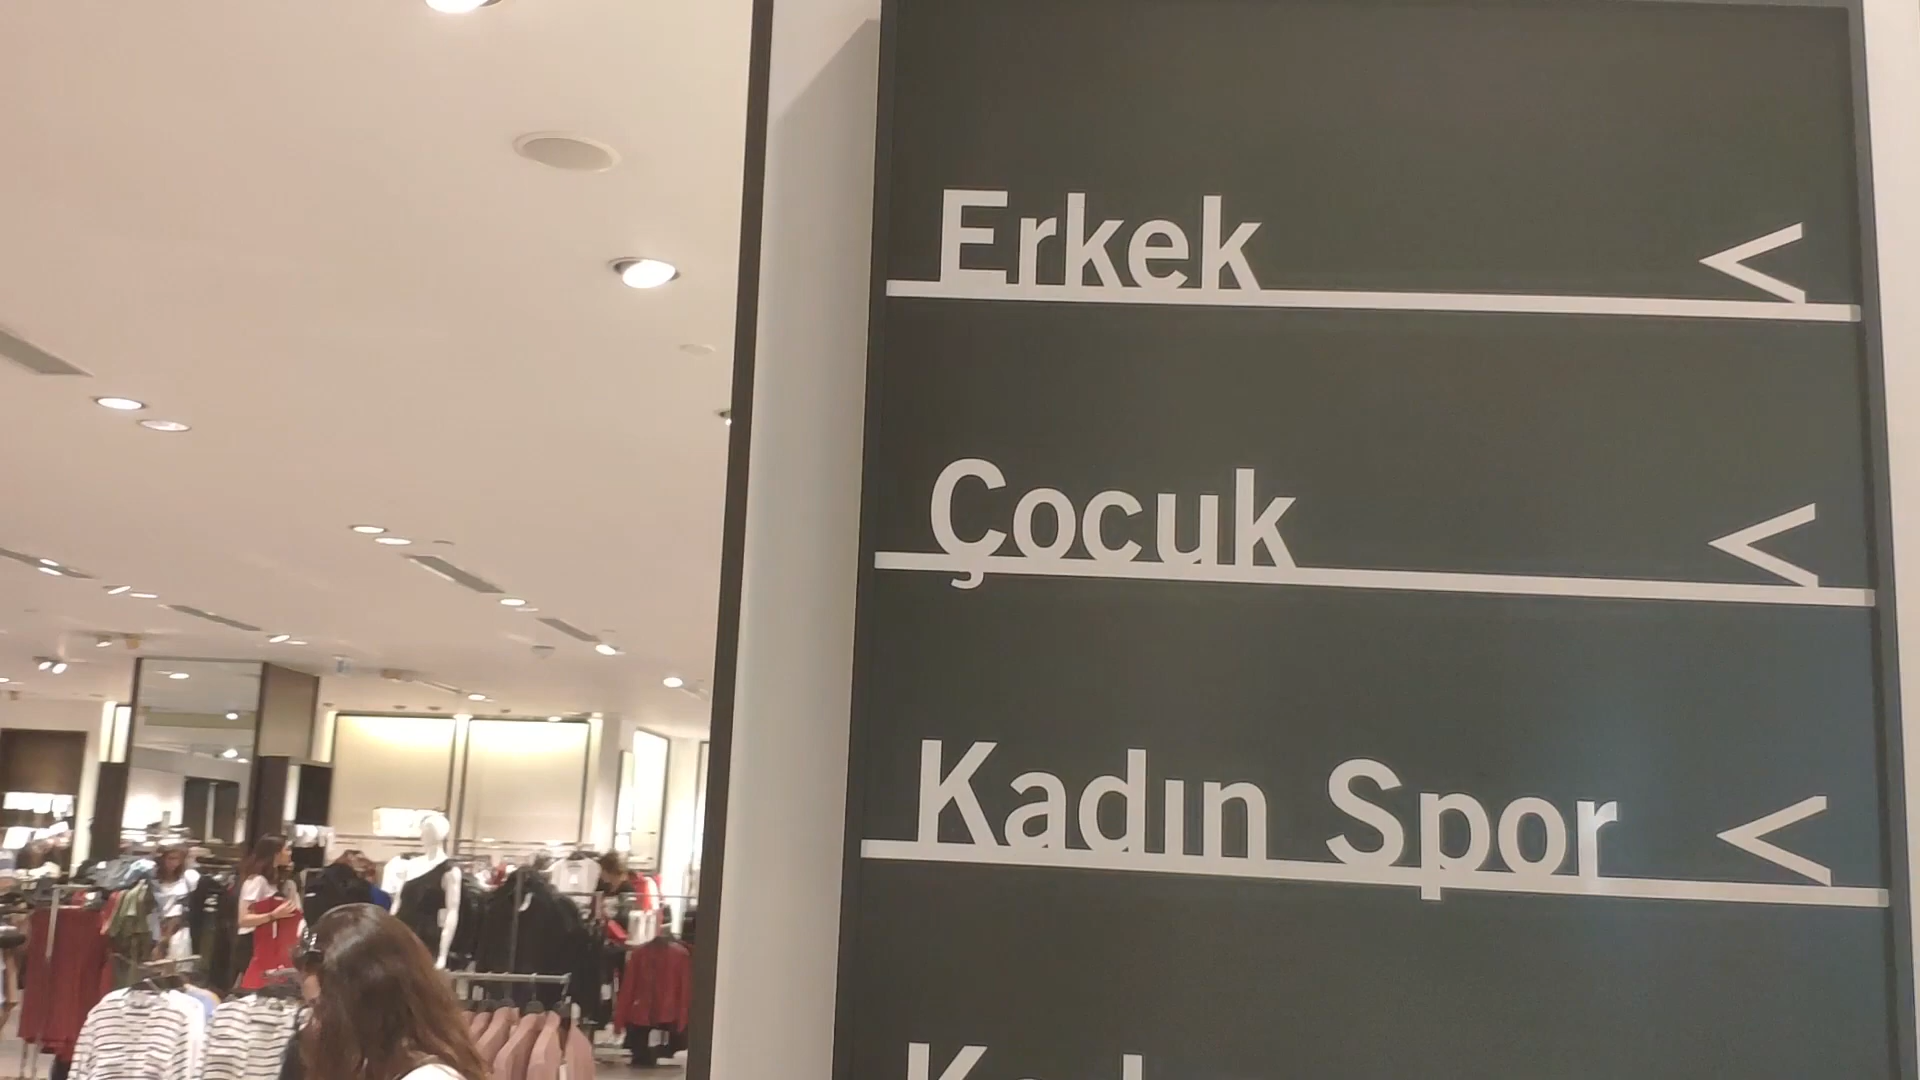 Erkek <
Çocuk <
Kadın Spor <